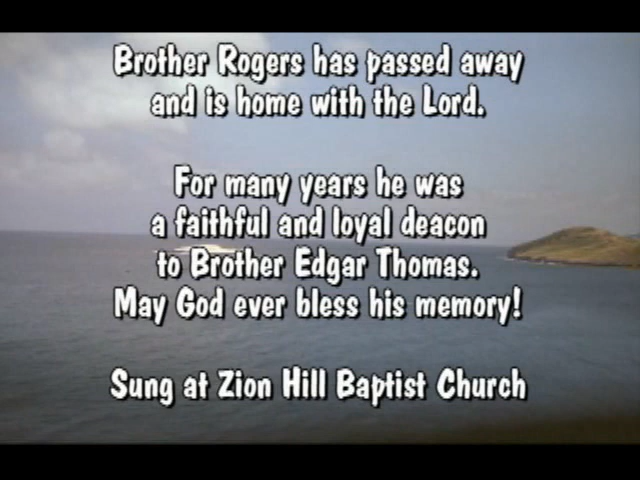 Brother Rogers has passed away
and is home with the Lord.
For many years he was
a faithful and loyal deacon
to Brother Edgar Thomas.
May God ever bless his memory!
Sung at Zion Hill Baptist Church